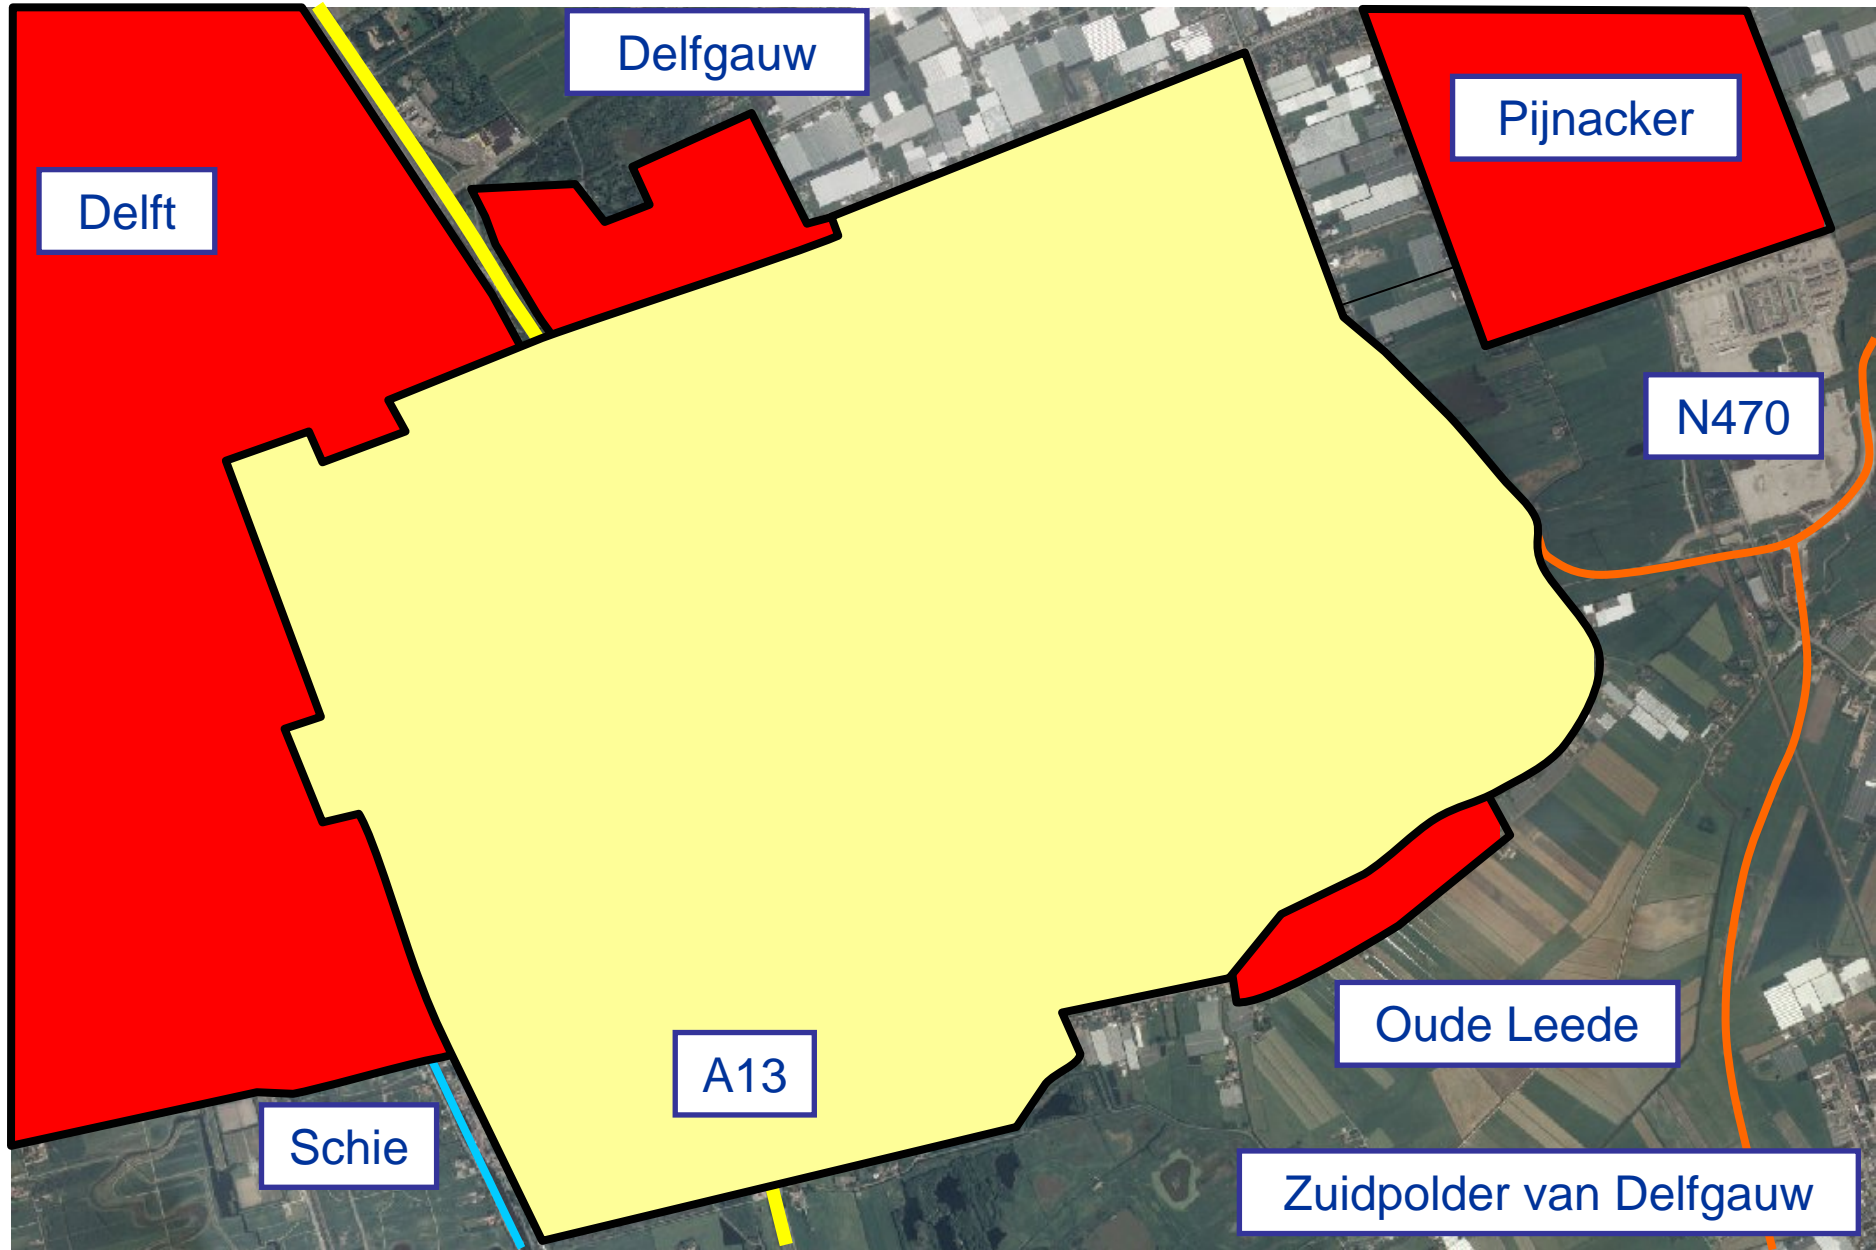 Delfgauw
Pijnacker
Delft
N470
Oude Leede
A13
Schie
Zuidpolder van Delfgauw